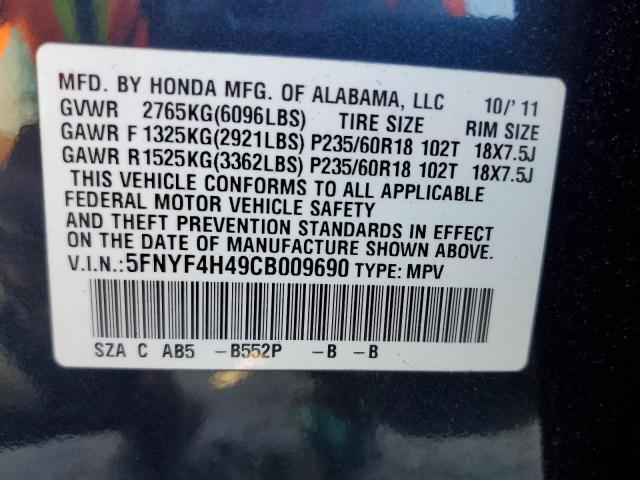 MFD. BY HONDA MFG. OF ALABAMA, LLC 10/'11
GVWR 2765KG(6096LBS) TIRE SIZE RIM SIZE
GAWR F 1325KG(2921LBS) P235/60R18 102T 18X7.5J
GAWR R 1525KG(3362LBS) P235/60R18 102T 18X7.5J
THIS VEHICLE CONFORMS TO ALL APPLICABLE
FEDERAL MOTOR VEHICLE SAFETY
AND THEFT PREVENTION STANDARDS IN EFFECT
ON THE DATE OF MANUFACTURE SHOWN ABOVE.
V.I.N.:5FNYF4H49CB009690 TYPE: MPV
SZA C AB5 -B552P -B -B